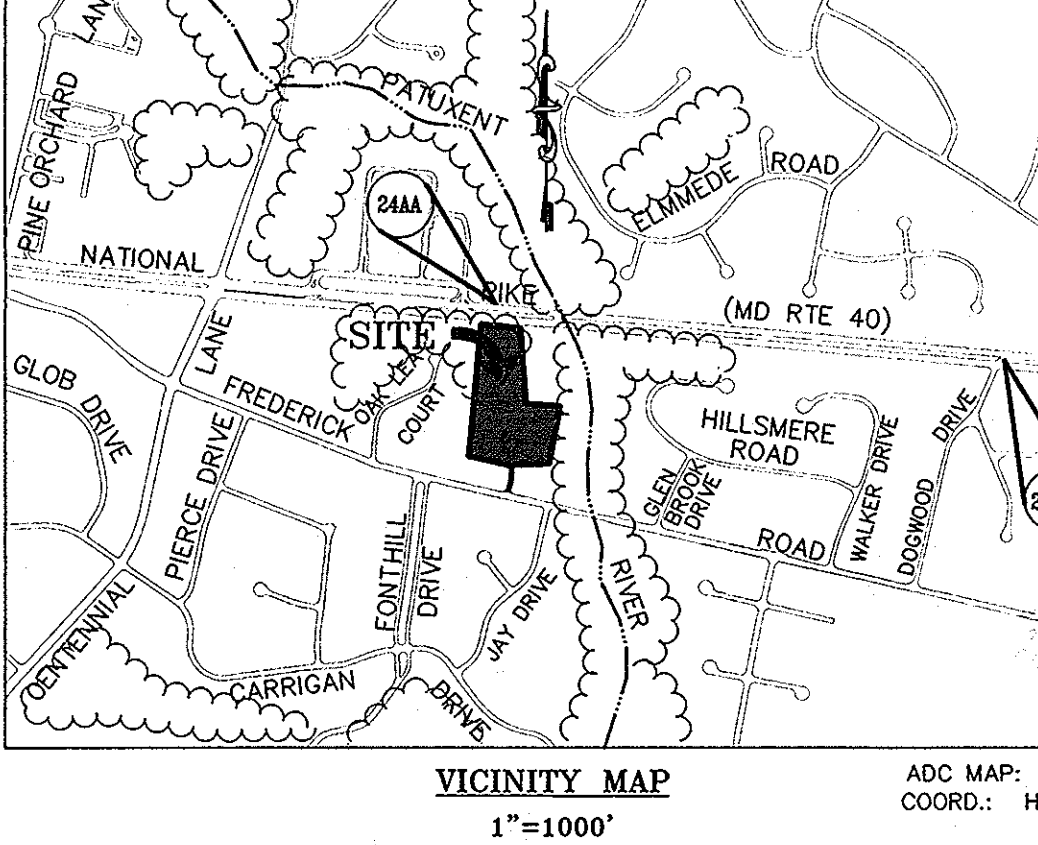 LANE
PINE ORCHARD
PATUXENT
24AA
ELMMEDE
ROAD
NATIONAL
PIKE
(MD RTE 40)
SITE
LANE
GLOB DRIVE
FREDERICK
OAK LEA
COURT
HILLSMERE
ROAD
DRIVE
PIERCE DRIVE
GLEN
BROOK
DRIVE
WALKER DRIVE
DOGWOOD
ROAD
FONTHILL
DRIVE
JAY DRIVE
RIVER
CENTENNIAL
CARRIGAN
DRIVE
VICINITY MAP
1"=1000'
ADC MAP:
COORD.: H